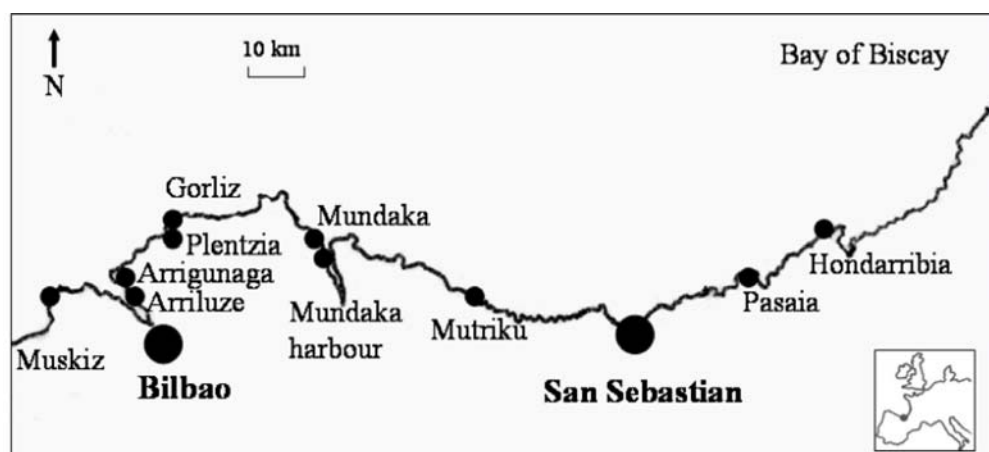 10 km
Bay of Biscay
N
Gorliz
Mundaka
Plentzia
Arrigunaga
Arriluze
Hondarribia
Pasaia
Mundaka
harbour
Mutriku
Muskiz
Bilbao
San Sebastian